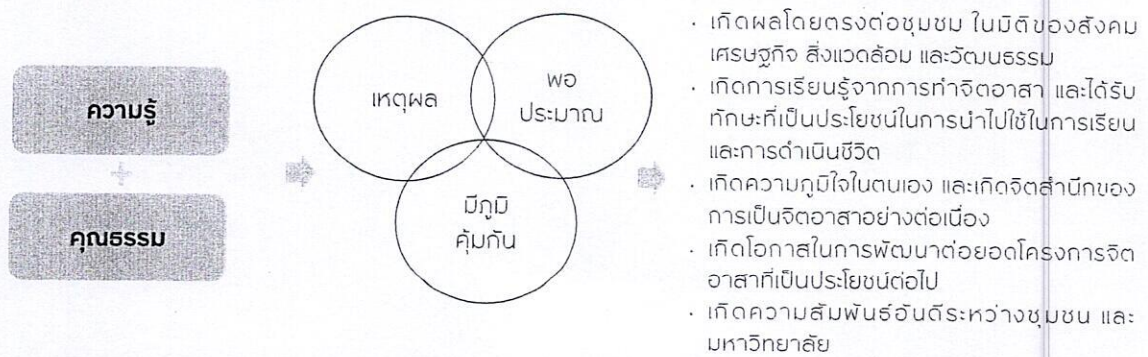 ความรู้
+
คุณธรรม
เหตุผล
พอ
ประมาณ
มีภูมิ
คุ้มกัน
· เกิดผลโดยตรงต่อชุมชม ในมิติของสังคม
เศรษฐกิจ สิ่งแวดล้อม และวัฒนธรรม
· เกิดการเรียนรู้จากการทำจิตอาสา และได้รับ
ทักษะที่เป็นประโยชน์ในการนำไปใช้ในการเรียน
และการดำเนินชีวิต
· เกิดความภูมิใจในตนเอง และเกิดจิตสำนึกของ
การเป็นจิตอาสาอย่างต่อเนื่อง
· เกิดโอกาสในการพัฒนาต่อยอดโครงการจิต
อาสาที่เป็นประโยชน์ต่อไป
· เกิดความสัมพันธ์อันดีระหว่างชุมชน และ
มหาวิทยาลัย